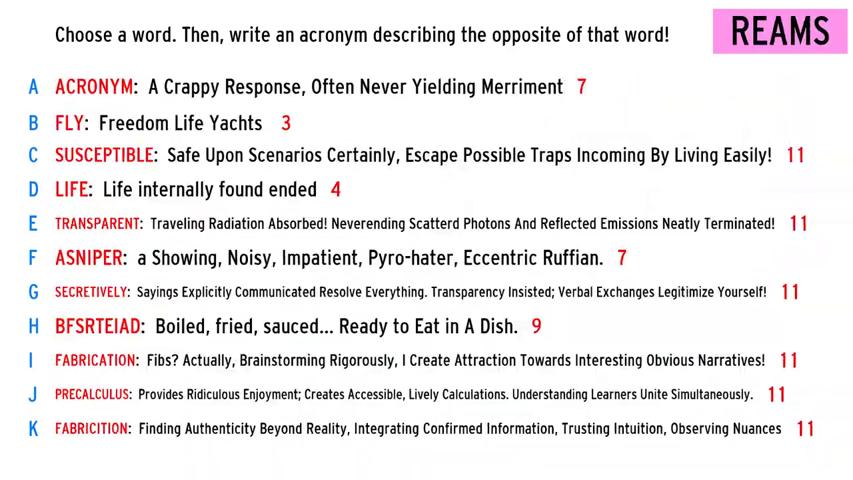 Choose a word. Then, write an acronym describing the opposite of that word!
REAMS
A ACRONYM: A Crappy Response, Often Never Yielding Merriment 7
B FLY: Freedom Life Yachts 3
C SUSCEPTIBLE: Safe Upon Scenarios Certainly, Escape Possible Traps Incoming By Living Easily! 11
D LIFE: Life internally found ended 4
E TRANSPARENT: Traveling Radiation Absorbed! Neverending Scatterd Photons And Reflected Emissions Neatly Terminated! 11
F ASNIPER: a Showing, Noisy, Impatient, Pyro-hater, Eccentric Ruffian. 7
G SECRETIVELY: Sayings Explicitly Communicated Resolve Everything. Transparency Insisted; Verbal Exchanges Legitimize Yourself! 11
H BFSRTEIAD: Boiled, fried, sauced... Ready to Eat in A Dish. 9
I FABRICATION: Fibs? Actually, Brainstorming Rigorously, I Create Attraction Towards Interesting Obvious Narratives! 11
J PRECALCULUS: Provides Ridiculous Enjoyment; Creates Accessible, Lively Calculations. Understanding Learners Unite Simultaneously. 11
K FABRICITION: Finding Authenticity Beyond Reality, Integrating Confirmed Information, Trusting Intuition, Observing Nuances 11